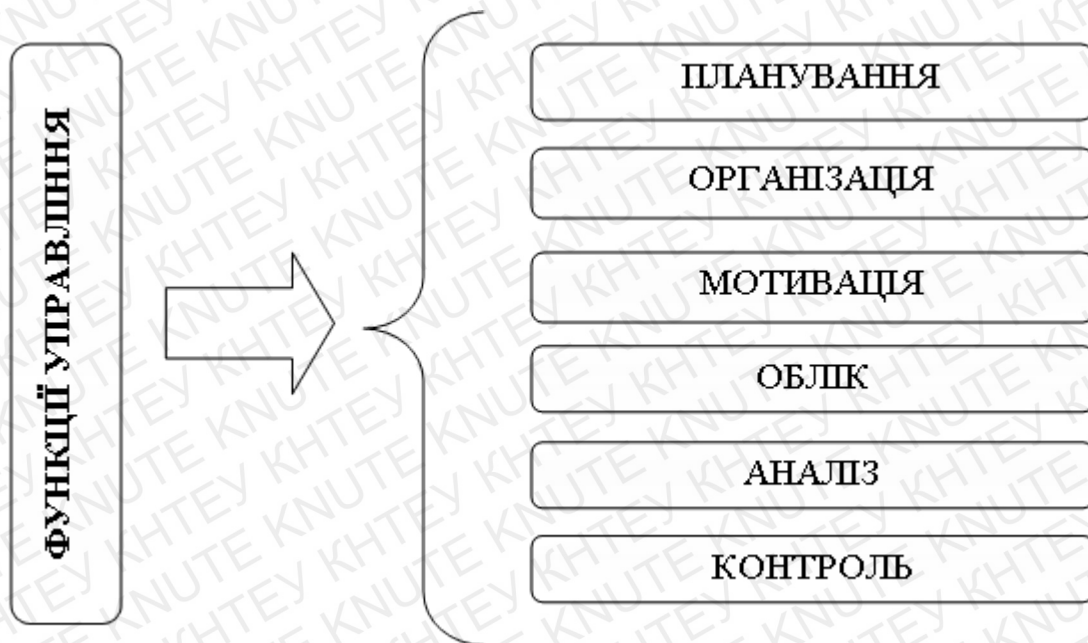 ФУНКЦІЇ УПРАВЛІННЯ
ПЛАНУВАННЯ
ОРГАНІЗАЦІЯ
МОТИВАЦІЯ
ОБЛІК
АНАЛІЗ
КОНТРОЛЬ